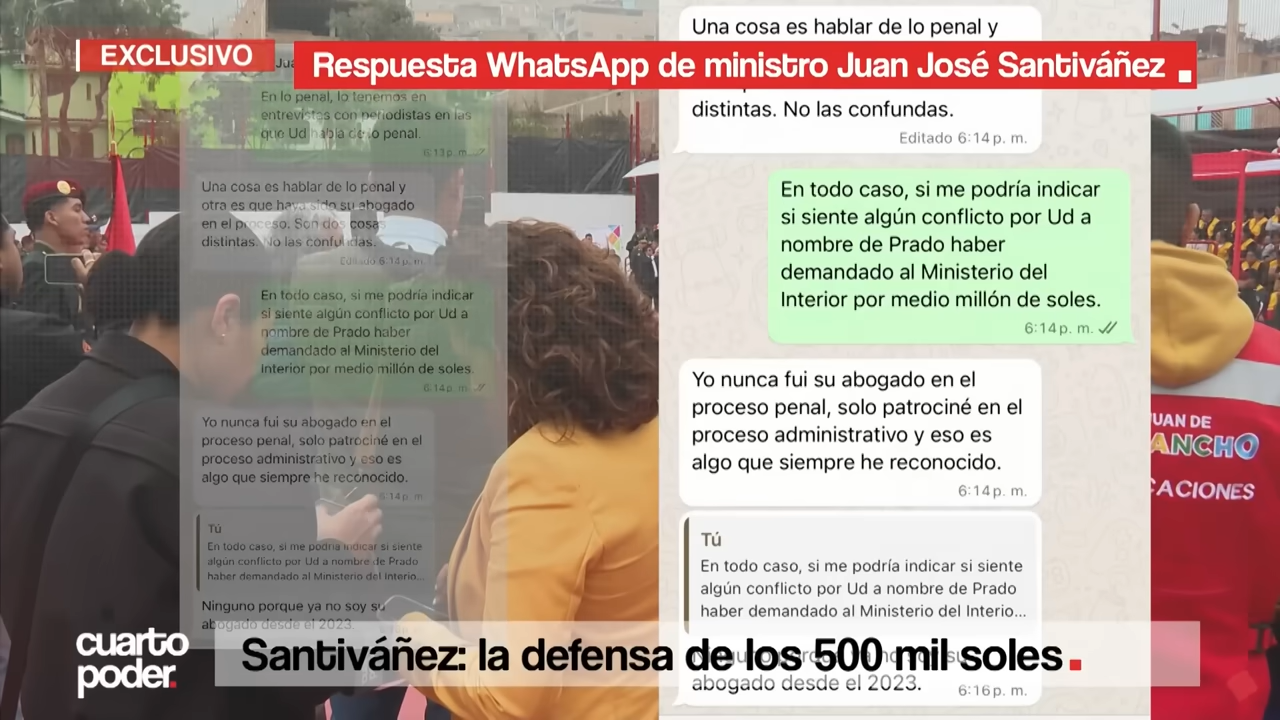 EXCLUSIVO
Respuesta WhatsApp de ministro Juan José Santiváñez
En lo penal, lo tenemos en
entrevistas con periodistas en las
que Ud habla de lo penal.
6:13 p. m.
Una cosa es hablar de lo penal y
otra es que haya sido su abogado
en el proceso. Son dos cosas
distintas. No las confundas.
Editado 6:14 p. m.
En todo caso, si me podría indicar
si siente algún conflicto por Ud a
nombre de Prado haber
demandado al Ministerio del
Interior por medio millón de soles.
6:14 p. m.
Yo nunca fui su abogado en el
proceso penal, solo patrociné en el
proceso administrativo y eso es
algo que siempre he reconocido.
6:14 p. m.
Tú
En todo caso, si me podría indicar si siente
algún conflicto por Ud a nombre de Prado
haber demandado al Ministerio del Interio...
Ninguno porque ya no soy su
abogado desde el 2023.
Una cosa es hablar de lo penal y
distintas. No las confundas.
Editado 6:14 p. m.
En todo caso, si me podría indicar
si siente algún conflicto por Ud a
nombre de Prado haber
demandado al Ministerio del
Interior por medio millón de soles.
6:14 p. m.
Yo nunca fui su abogado en el
proceso penal, solo patrociné en el
proceso administrativo y eso es
algo que siempre he reconocido.
6:14 p. m.
Tú
En todo caso, si me podría indicar si siente
algún conflicto por Ud a nombre de Prado
haber demandado al Ministerio del Interio...
abogado desde el 2023.
6:16 p. m.
JUAN DE
ANCHO
CACIONES
cuarto
poder.
Santiváñez: la defensa de los 500 mil soles